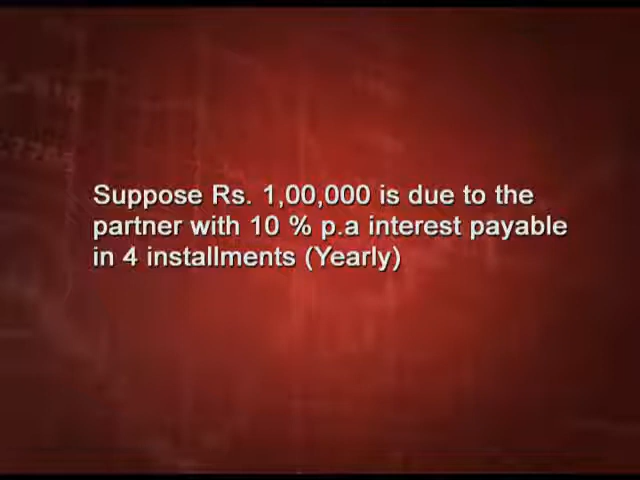 Suppose Rs. 1,00,000 is due to the
partner with 10 % p.a interest payable
in 4 installments (Yearly)